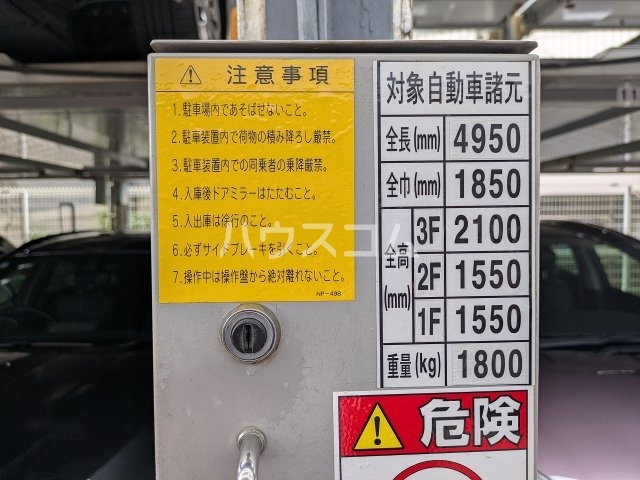 ⚠ 注意事項
1.駐車場内であそばせないこと。
2.駐車装置内で荷物の積み降ろし厳禁。
3.駐車装置内での同乗者の乗降厳禁。
4.入庫後ドアミラーはたたむこと。
5.入出庫は徐行のこと。
6.必ずサイドブレーキを引くこと。
7.操作中は操作盤から絶対離れないこと。
NP-498
対象自動車諸元
全長(mm) 4950
全巾(mm) 1850
全高(mm) 3F 2100
2F 1550
1F 1550
重量(kg) 1800
ハウスコム
危険